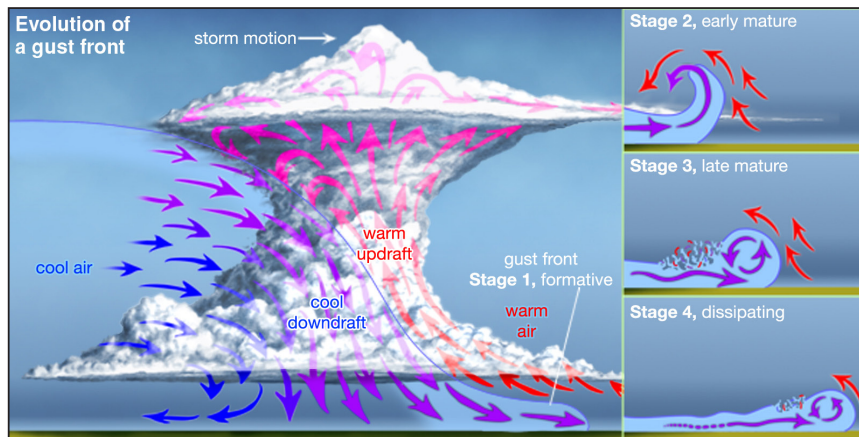 Evolution of
a gust front
storm motion
cool air
warm
updraft
cool
downdraft
gust front
Stage 1, formative
warm
air
Stage 2, early mature
Stage 3, late mature
Stage 4, dissipating